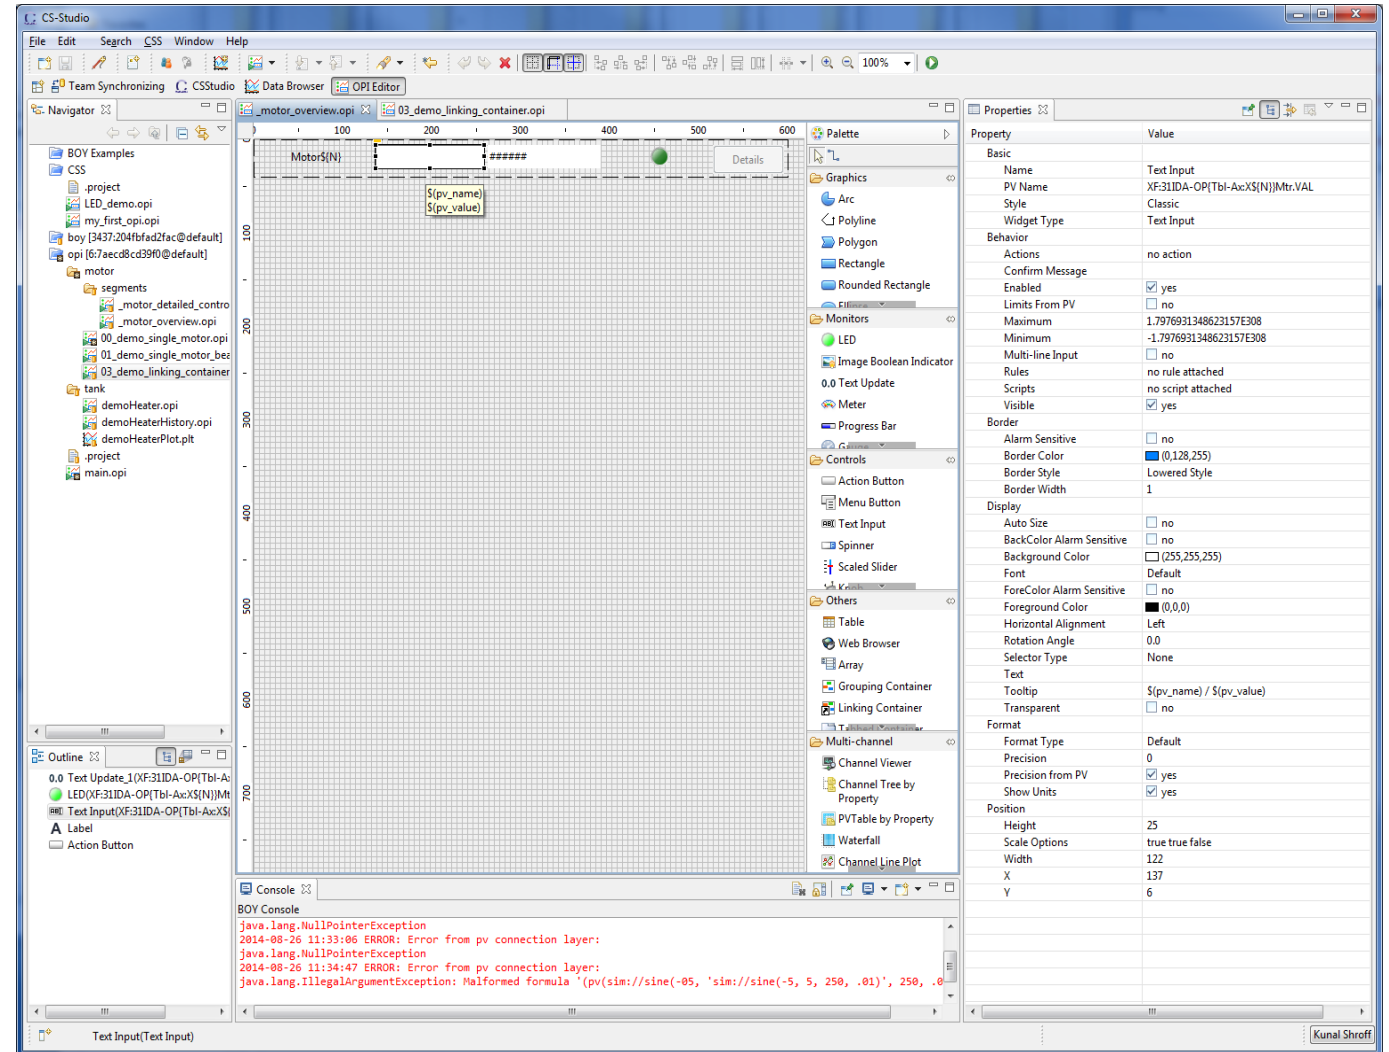 CS-Studio
File Edit Search CSS Window Help
100%
Team Synchronizing CSStudio Data Browser OPI Editor
Navigator
BOY Examples
CSS
.project
LED_demo.opi
my_first_opi.opi
boy [3437:204fbfad2fac@default]
opi [6:7aecd8cd39f0@default]
motor
segments
_motor_detailed_contro
_motor_overview.opi
00_demo_single_motor.opi
01_demo_single_motor_bea
03_demo_linking_container
tank
demoHeater.opi
demoHeaterHistory.opi
demoHeaterPlot.plt
.project
main.opi
Outline
0.0 Text Update_1(XF:31IDA-OP{Tbl-A
LED(XF:31IDA-OP{Tbl-Ax:X${N}}Mt
Text Input(XF:31IDA-OP{Tbl-Ax:X${
A Label
Action Button
_motor_overview.opi 03_demo_linking_container.opi
0 100 200 300 400 500 600
100
200
300
400
500
600
700
Motor${N} ###### Details
$(pv_name)
$(pv_value)
Palette
Graphics
Arc
Polyline
Polygon
Rectangle
Rounded Rectangle
Monitors
LED
Image Boolean Indicator
0.0 Text Update
Meter
Progress Bar
Controls
Action Button
Menu Button
Text Input
Spinner
Scaled Slider
Others
Table
Web Browser
Array
Grouping Container
Linking Container
Multi-channel
Channel Viewer
Channel Tree by
Property
PVTable by Property
Waterfall
Channel Line Plot
Console
BOY Console
java.lang.NullPointerException
2014-08-26 11:33:06 ERROR: Error from pv connection layer:
java.lang.NullPointerException
2014-08-26 11:34:47 ERROR: Error from pv connection layer:
java.lang.IllegalArgumentException: Malformed formula '(pv(sim://sine(-05, 'sim://sine(-5, 5, 250, .01)', 250, .0
Properties
Property Value
Basic
Name Text Input
PV Name XF:31IDA-OP{Tbl-Ax:X${N}}Mtr.VAL
Style Classic
Widget Type Text Input
Behavior
Actions no action
Confirm Message
Enabled yes
Limits From PV no
Maximum 1.7976931348623157E308
Minimum -1.7976931348623157E308
Multi-line Input no
Rules no rule attached
Scripts no script attached
Visible yes
Border
Alarm Sensitive no
Border Color (0,128,255)
Border Style Lowered Style
Border Width 1
Display
Auto Size no
BackColor Alarm Sensitive no
Background Color (255,255,255)
Font Default
ForeColor Alarm Sensitive no
Foreground Color (0,0,0)
Horizontal Alignment Left
Rotation Angle 0.0
Selector Type None
Text
Tooltip $(pv_name) / $(pv_value)
Transparent no
Format
Format Type Default
Precision 0
Precision from PV yes
Show Units yes
Position
Height 25
Scale Options true true false
Width 122
X 137
Y 6
Text Input(Text Input)
Kunal Shroff